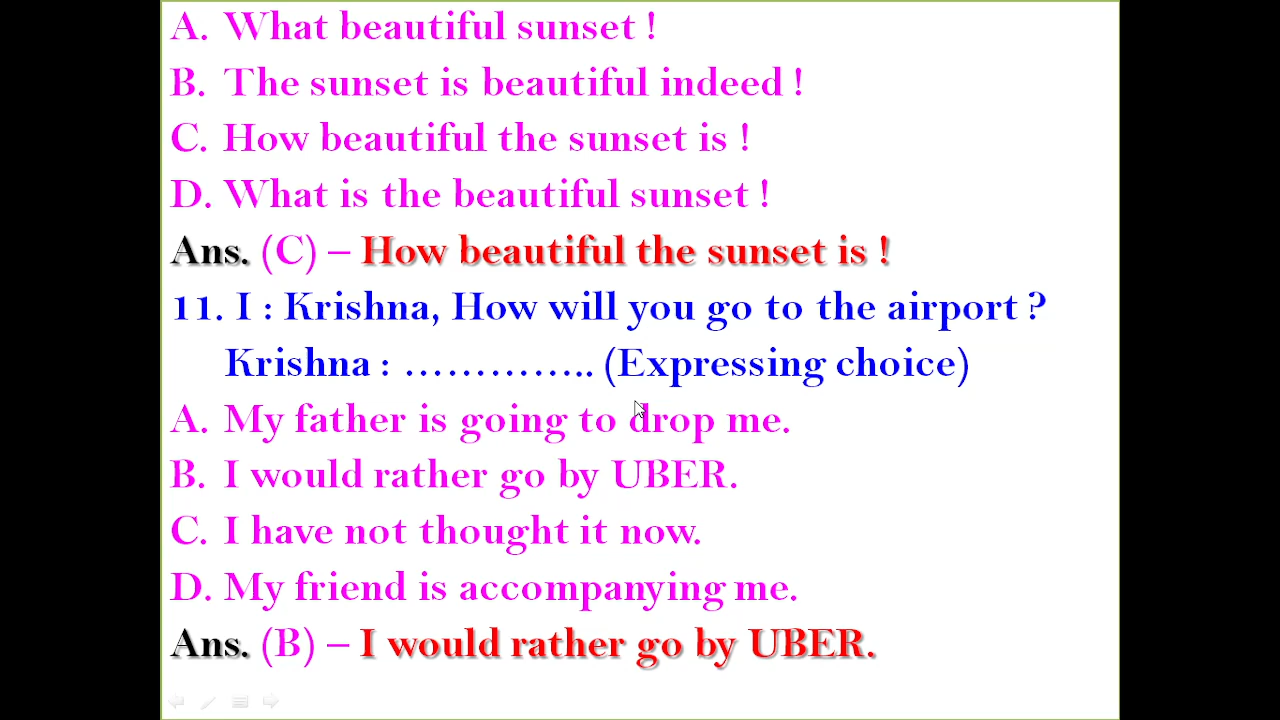 A. What beautiful sunset !
B. The sunset is beautiful indeed !
C. How beautiful the sunset is !
D. What is the beautiful sunset !
Ans. (C) – How beautiful the sunset is !
11. I : Krishna, How will you go to the airport ?
Krishna : ………….. (Expressing choice)
A. My father is going to drop me.
B. I would rather go by UBER.
C. I have not thought it now.
D. My friend is accompanying me.
Ans. (B) – I would rather go by UBER.